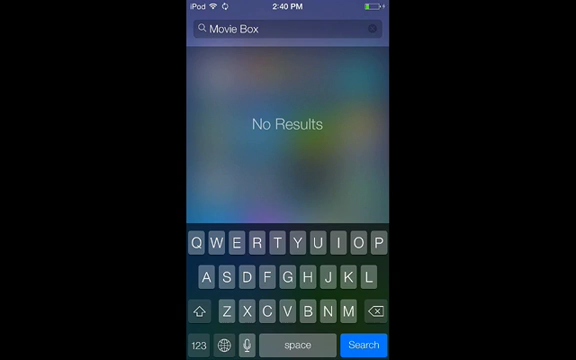 iPod 2:40 PM
Movie Box
No Results
Q W E R T Y U I O P
A S D F G H J K L
Z X C V B N M
123 space Search